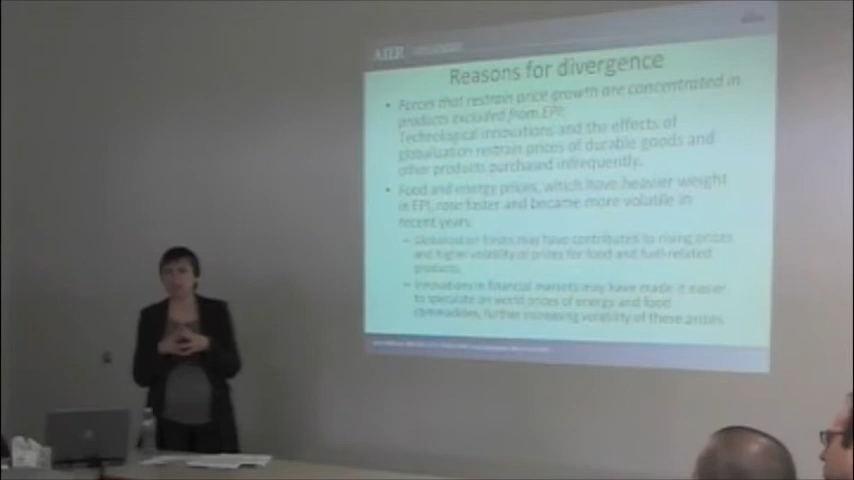 AIER
Reasons for divergence
• Forces that restrain price growth are concentrated in
products excluded from EPI:
Technological innovations and the effects of
globalization restrain prices of durable goods and
other products purchased infrequently.
• Food and energy prices, which have heavier weight
in EPI, rose faster and became more volatile in
recent years.
– Globalization forces may have contributed to rising prices
and higher volatility of prices for food and fuel-related
products.
– Innovations in financial markets may have made it easier
to speculate on world prices of energy and food
commodities, further increasing volatility of these prices.